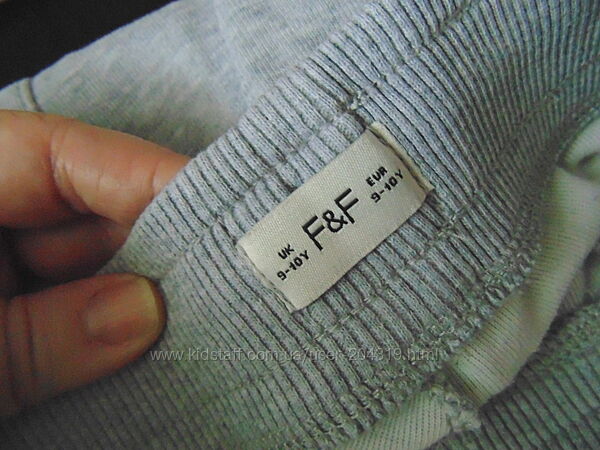 UK
9-10Y
F&F
EUR
9-10Y
www.kidstaff.com.ua/user-204319.html